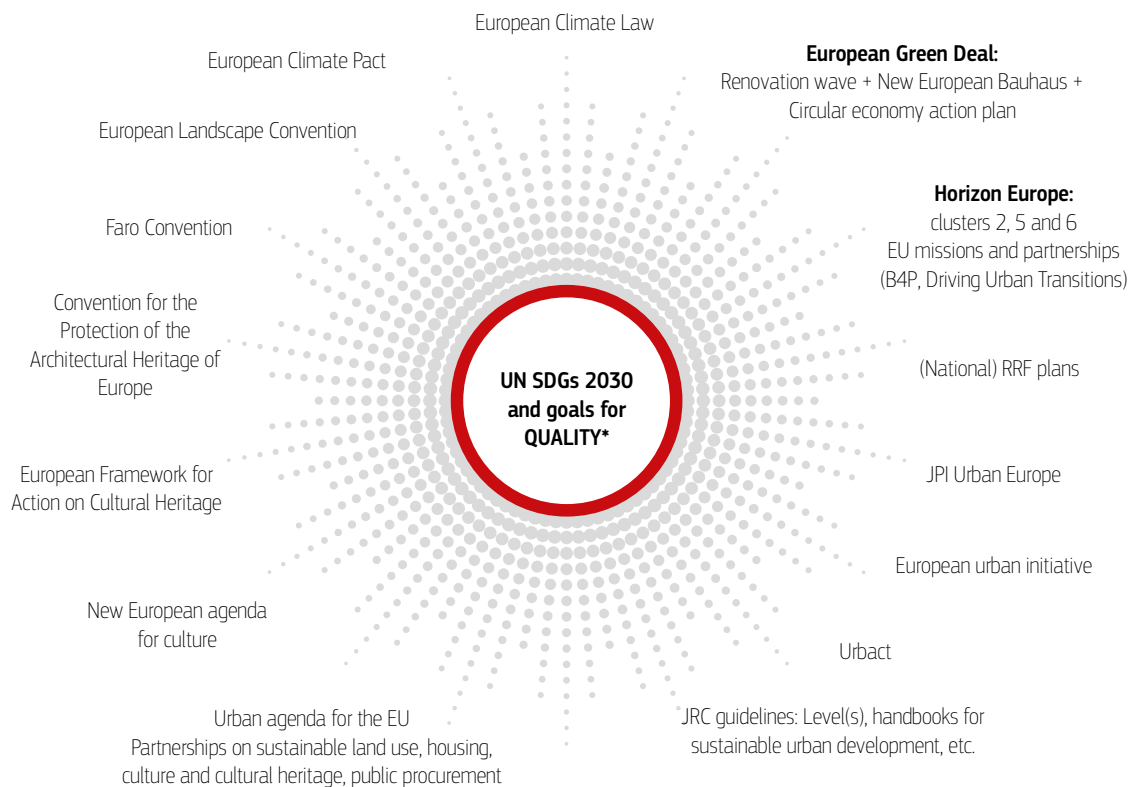 European Climate Law
European Green Deal:
Renovation wave + New European Bauhaus +
Circular economy action plan
Horizon Europe:
clusters 2, 5 and 6
EU missions and partnerships
(B4P, Driving Urban Transitions)
(National) RRF plans
JPI Urban Europe
European urban initiative
Urbact
JRC guidelines: Level(s), handbooks for
sustainable urban development, etc.
Urban agenda for the EU
Partnerships on sustainable land use, housing,
culture and cultural heritage, public procurement
New European agenda
for culture
European Framework for
Action on Cultural Heritage
Convention for the
Protection of the
Architectural Heritage of
Europe
Faro Convention
European Landscape Convention
European Climate Pact
UN SDGs 2030
and goals for
QUALITY*